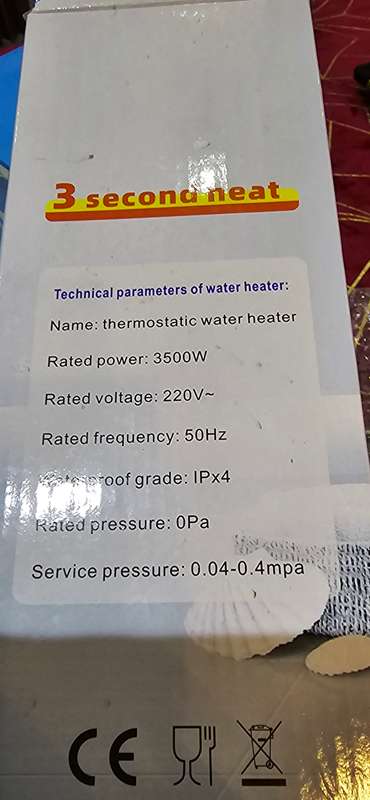 3 second heat
Technical parameters of water heater:
Name: thermostatic water heater
Rated power: 3500W
Rated voltage: 220V~
Rated frequency: 50Hz
Waterproof grade: IPx4
Rated pressure: 0Pa
Service pressure: 0.04-0.4mpa
CE